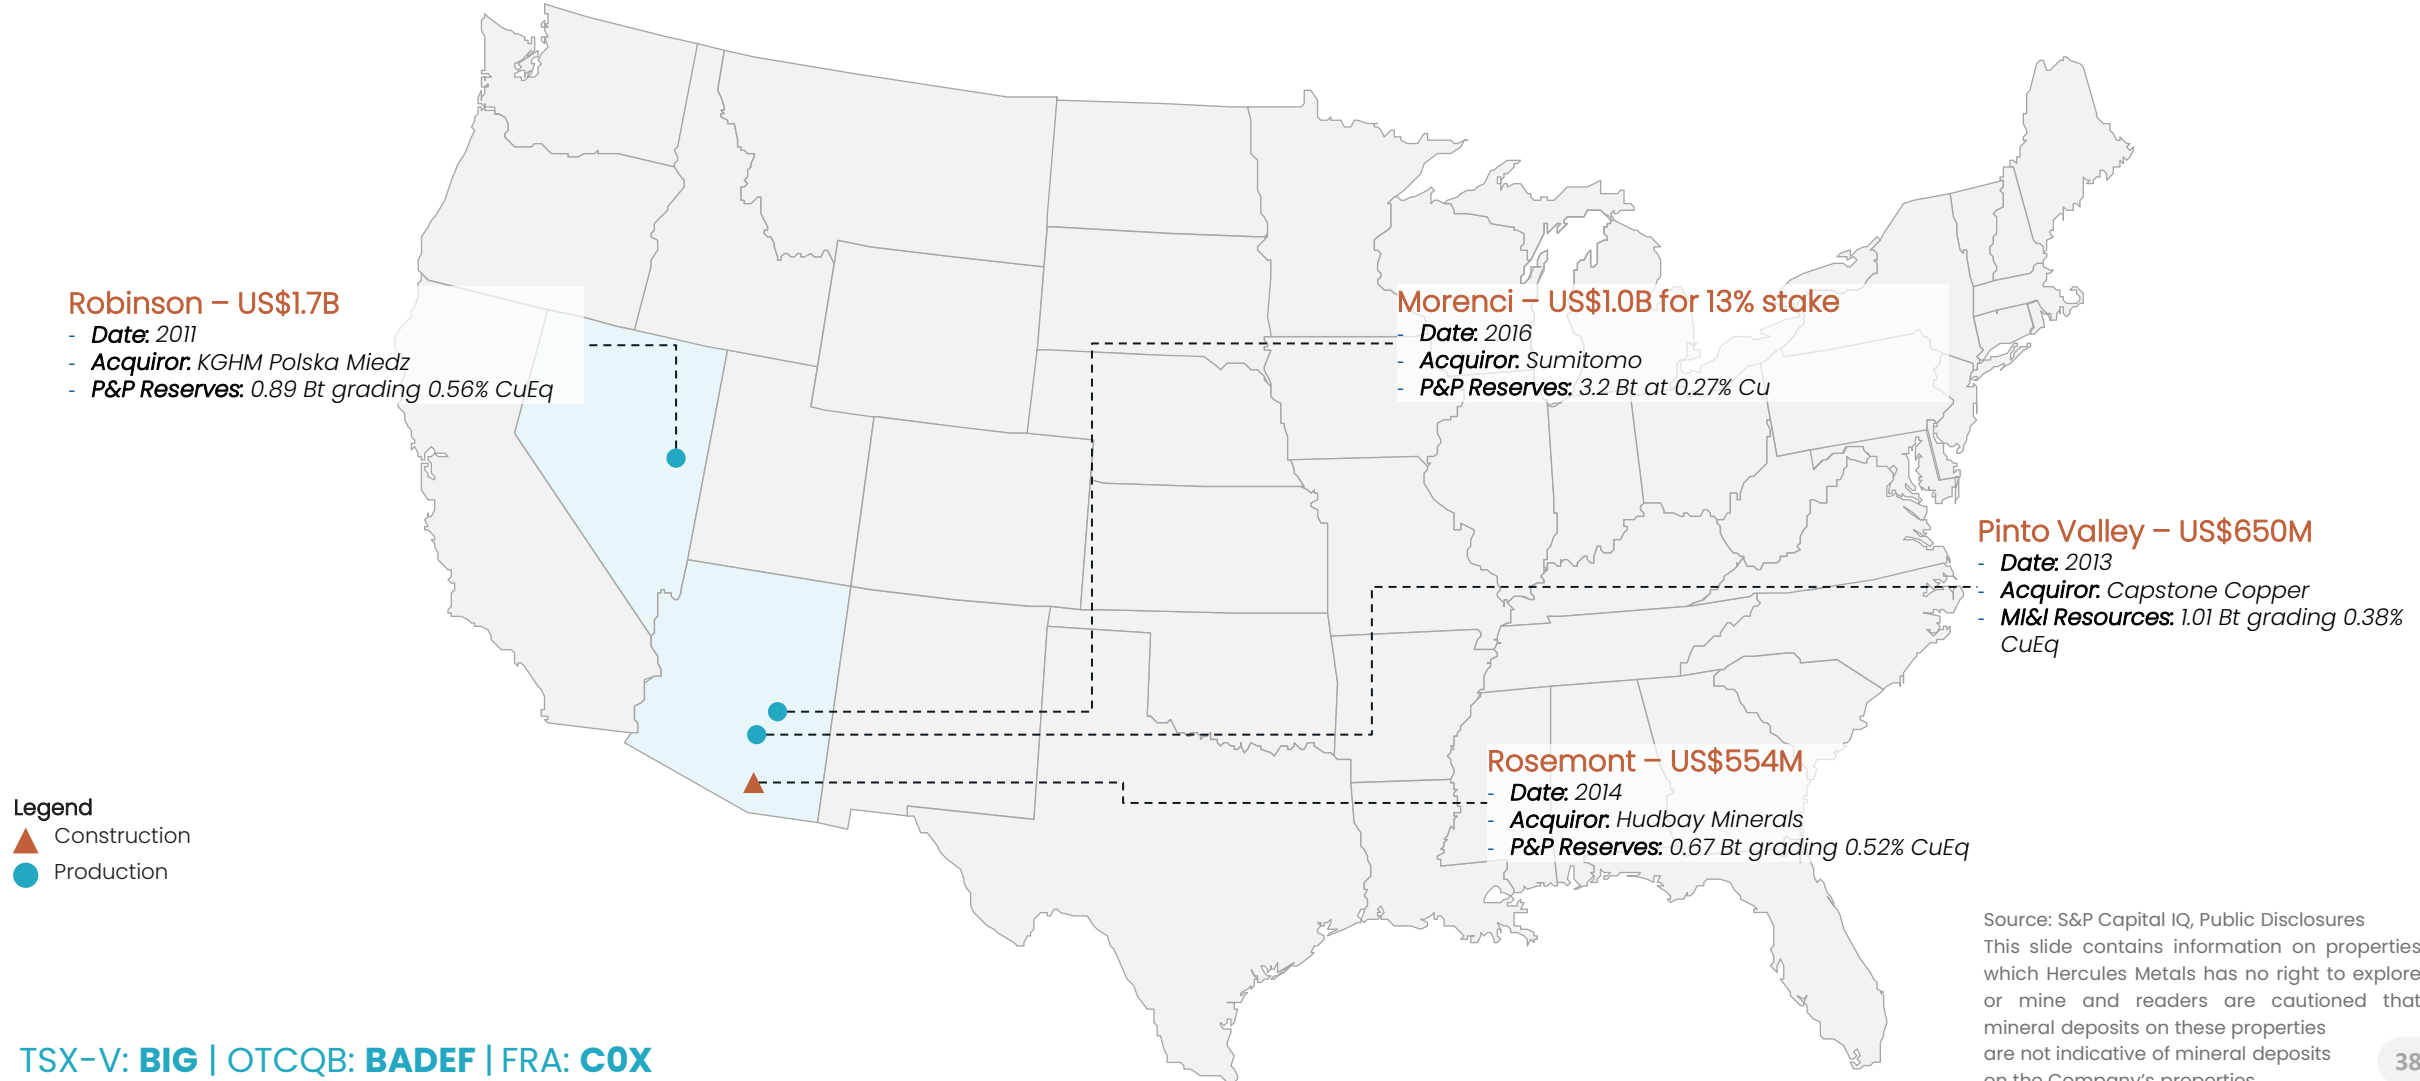 Robinson – US$1.7B
- Date: 2011
- Acquiror: KGHM Polska Miedz
- P&P Reserves: 0.89 Bt grading 0.56% CuEq
Morenci – US$1.0B for 13% stake
- Date: 2016
- Acquiror: Sumitomo
- P&P Reserves: 3.2 Bt at 0.27% Cu
Pinto Valley – US$650M
- Date: 2013
- Acquiror: Capstone Copper
- MI&I Resources: 1.01 Bt grading 0.38%
CuEq
Rosemont – US$554M
- Date: 2014
- Acquiror: Hudbay Minerals
- P&P Reserves: 0.67 Bt grading 0.52% CuEq
Legend
Construction
Production
Source: S&P Capital IQ, Public Disclosures
This slide contains information on properties
which Hercules Metals has no right to explore
or mine and readers are cautioned that
mineral deposits on these properties
are not indicative of mineral deposits
on the Company's properties
TSX-V: BIG | OTCQB: BADEF | FRA: C0X
38